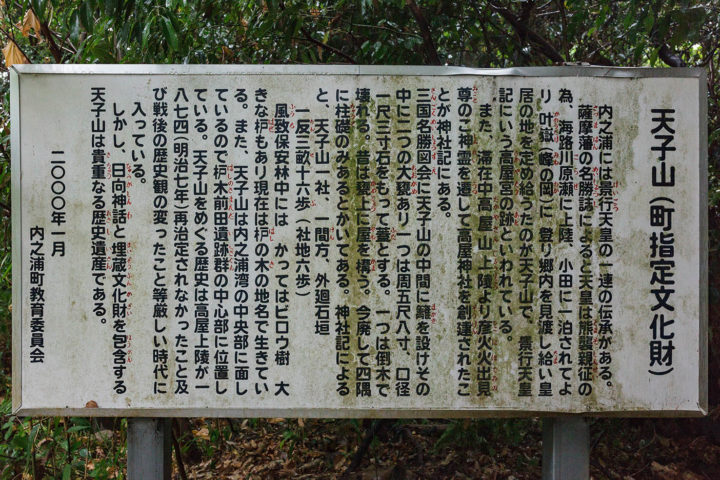 天子山（町指定文化財）
内之浦には景行天皇の一連の伝承がある。
薩摩藩の名勝誌によると天皇は熊襲親征の
為、海路川原瀬に上陸、小田に一泊されてよ
り 叶嶽（峰の岡）に 登り郷内を見渡し給い皇
居の地を定め給うたのが天子山で、景行天皇
記にいう高屋宮の跡といわれている。
また、滞在中高屋 山 上陵より彦火火出見
尊のご神霊を遷して高屋神社を創建されたこ
とが神社記にある。
三国名勝図会に天子山の中間に籬を設けその
中に二つの大甕あり一つは周五尺八寸、口径
一尺三寸石をもって蓋とする。一つは倒木で
壊れる。昔は甕上に屋を構う。今廃して四隅
に柱礎のみあるとかいてある。神社記による
と、天子山一社、一間方、外廻石垣
一反三畝十六歩（社地六歩）
風致保安林中には かつてはビロウ樹 大
きな枦もあり現在は枦の木の地名で生きてい
る。また、天子山は内之浦湾の中央部に面し
ているので枦木前田遺跡群の中心部に位置し
ている。天子山をめぐる歴史は高屋上陵が一
八七四（明治七年）再治定されなかったこと及
び戦後の歴史観の変ったこと等厳しい時代に
入っている。
しかし、日向神話と埋蔵文化財を包含する
天子山は貴重なる歴史遺産である。
二〇〇〇年一月
内之浦町教育委員会